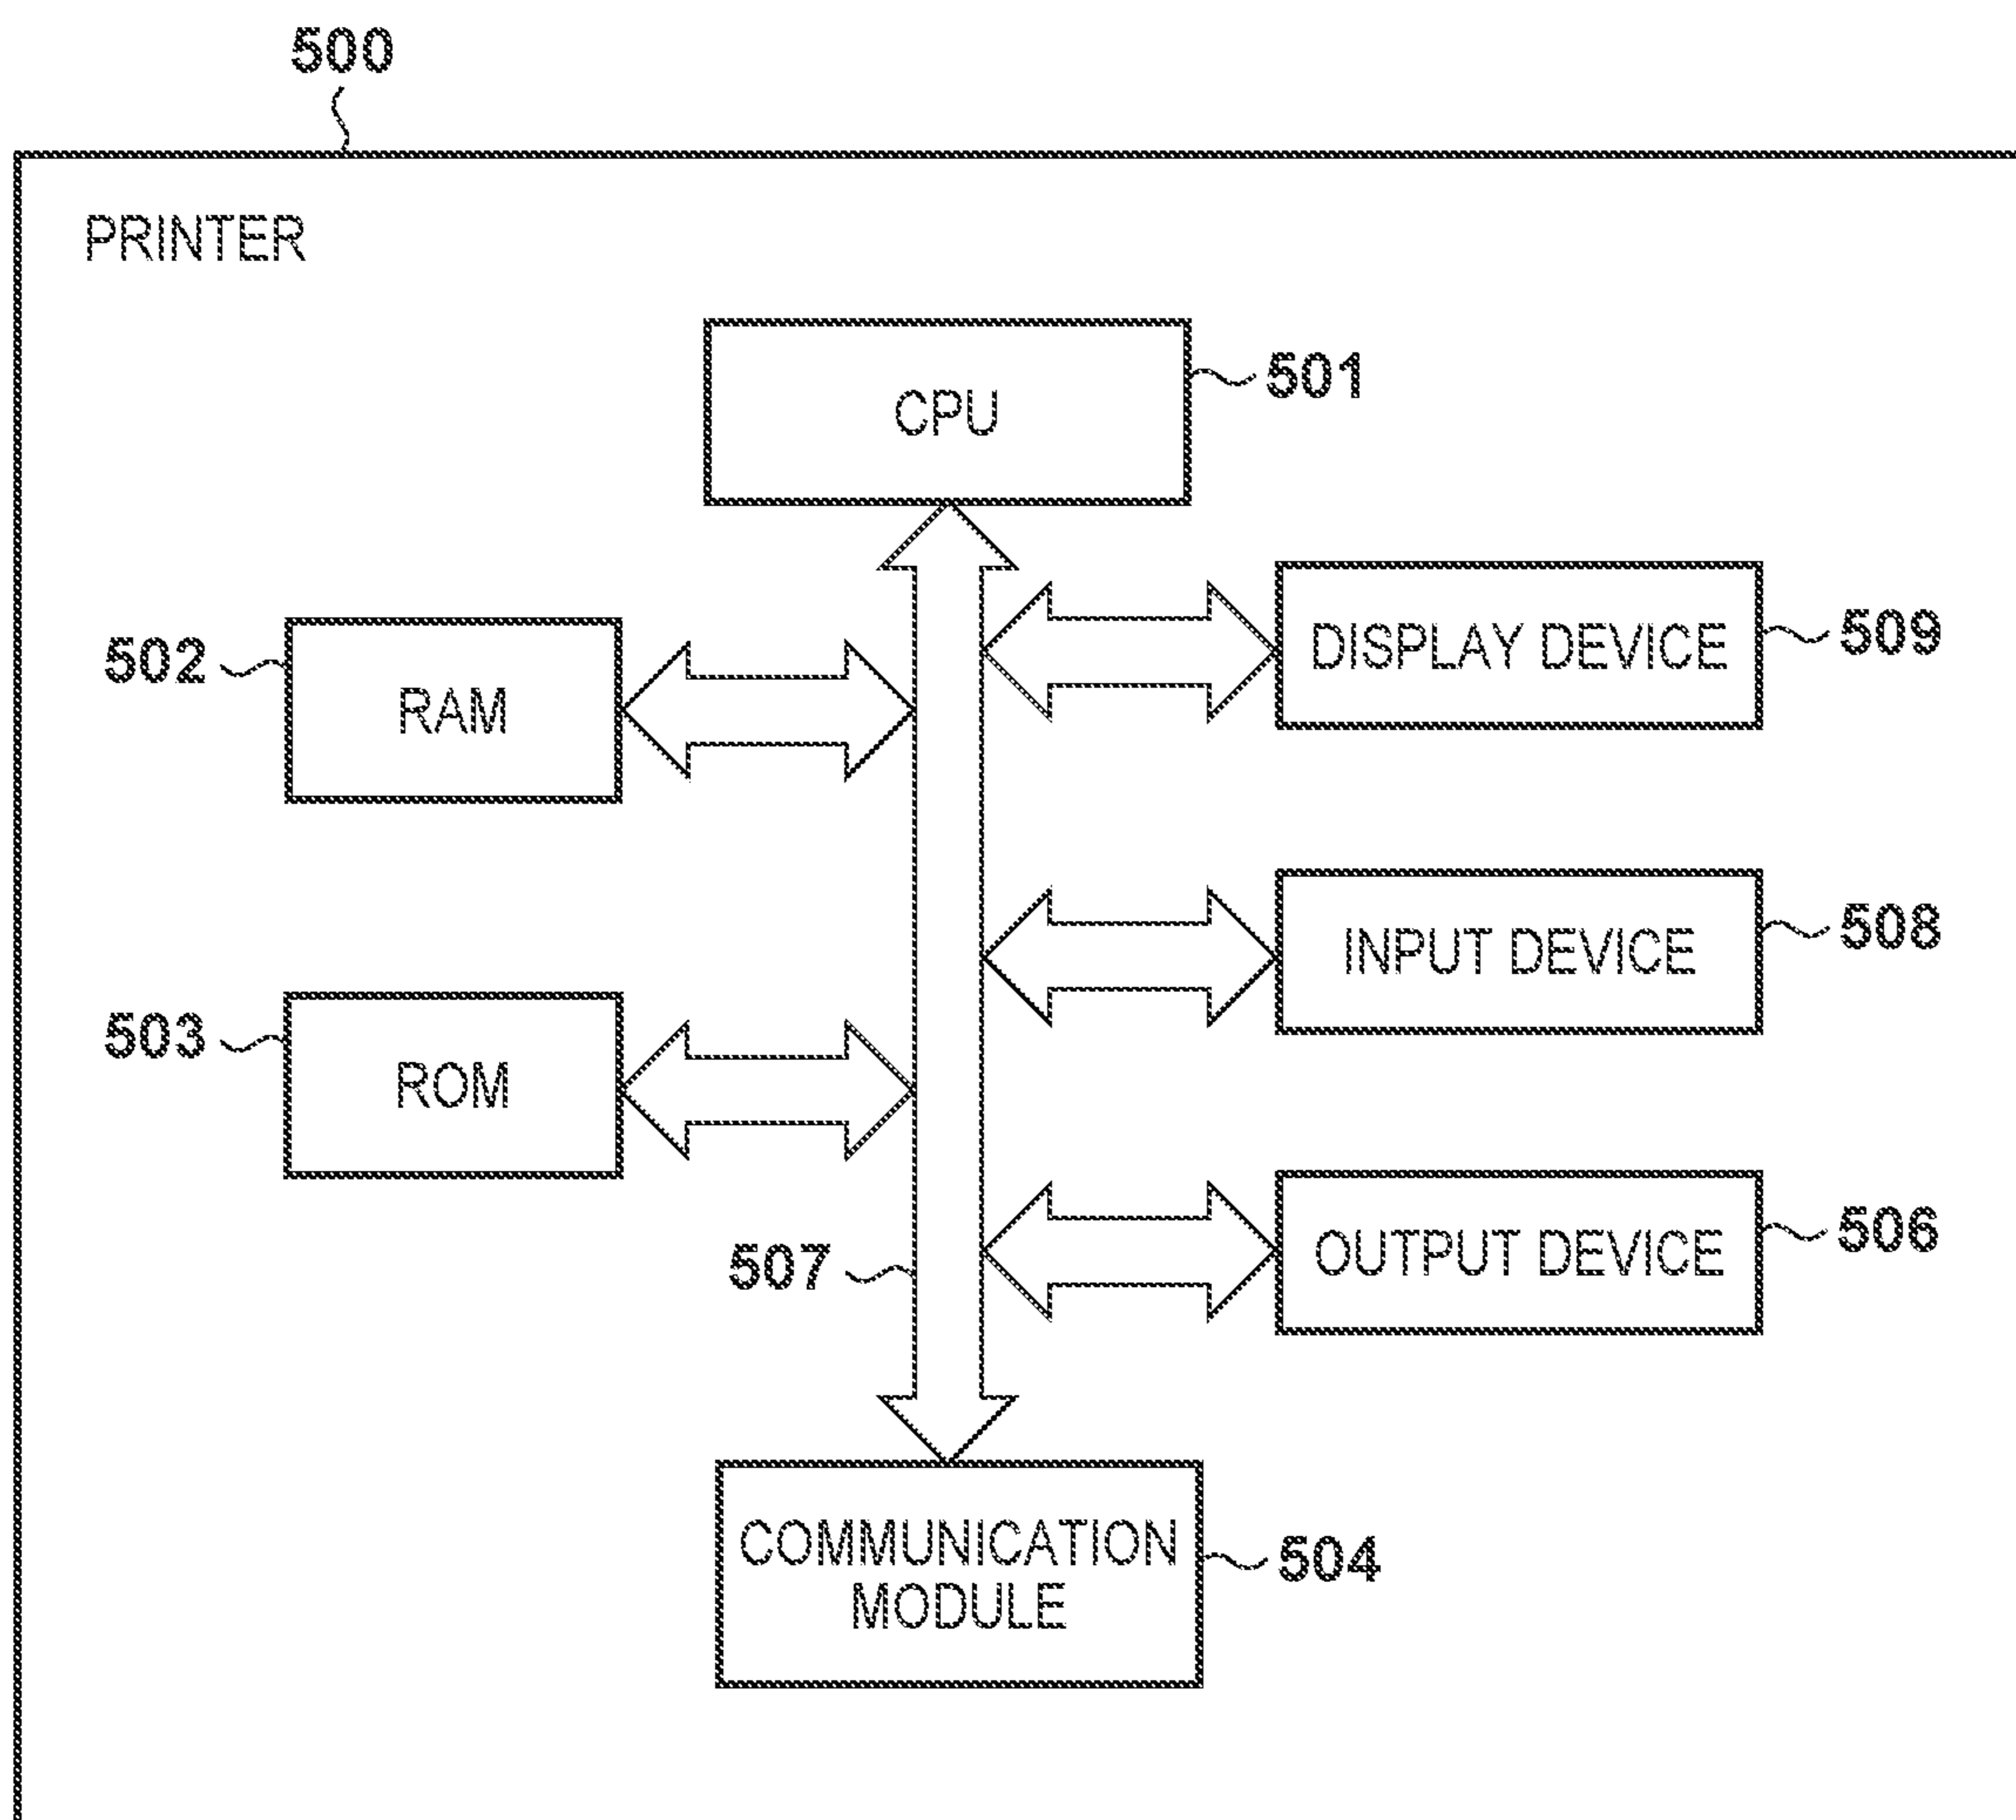 500
PRINTER
CPU
501
DISPLAY DEVICE
509
502
RAM
INPUT DEVICE
508
503
ROM
OUTPUT DEVICE
506
507
COMMUNICATION
MODULE
504